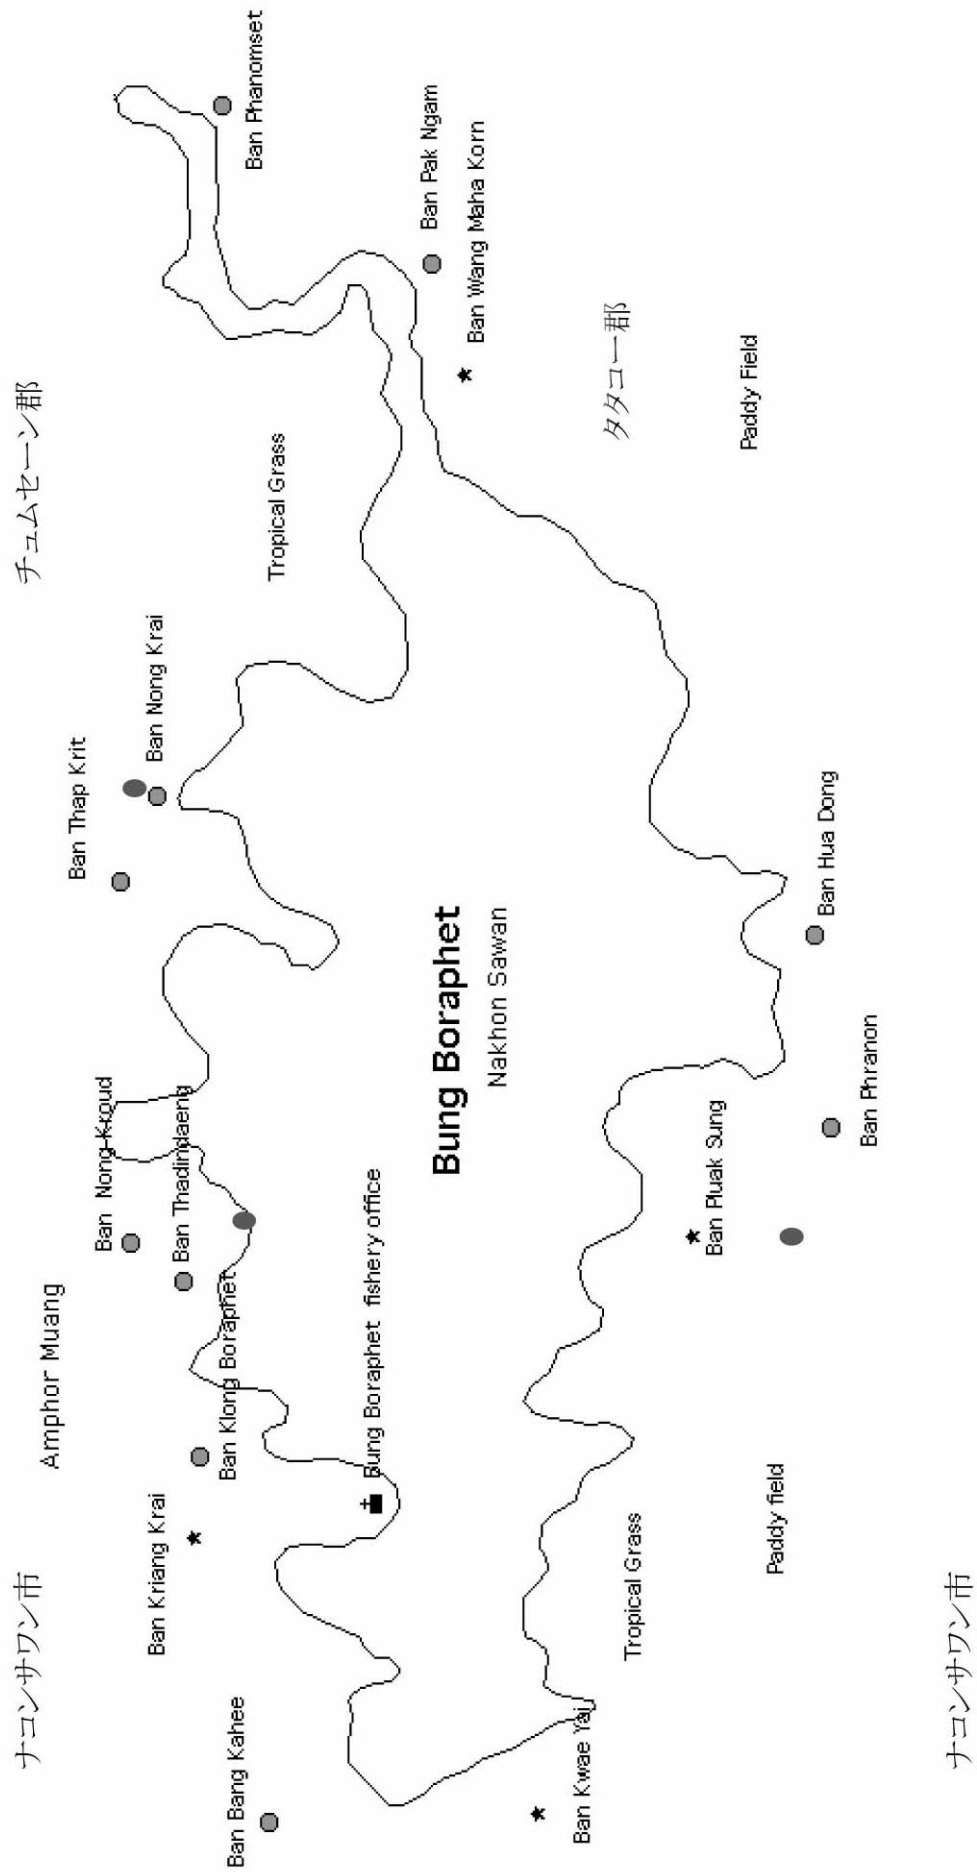 ナコンサワン市
チュムセーン郡
Amphor Muang
Ban Thap Krit
Ban Nong Kroud
Ban Nong Krai
Ban Kriang Krai
Ban Thadindaeng
Ban Klong Boraphet
Ban Bang Kahee
Ban Phanomset
Tropical Grass
Bung Boraphet fishery office
Ban Pak Ngam
Bung Boraphet
Nakhon Sawan
Ban Wang Maha Korn
Ban Kwae Yai
タタコー郡
Tropical Grass
Ban Pluak Sung
Paddy Field
Paddy field
Ban Hua Dong
Ban Phranon
ナコンサワン市